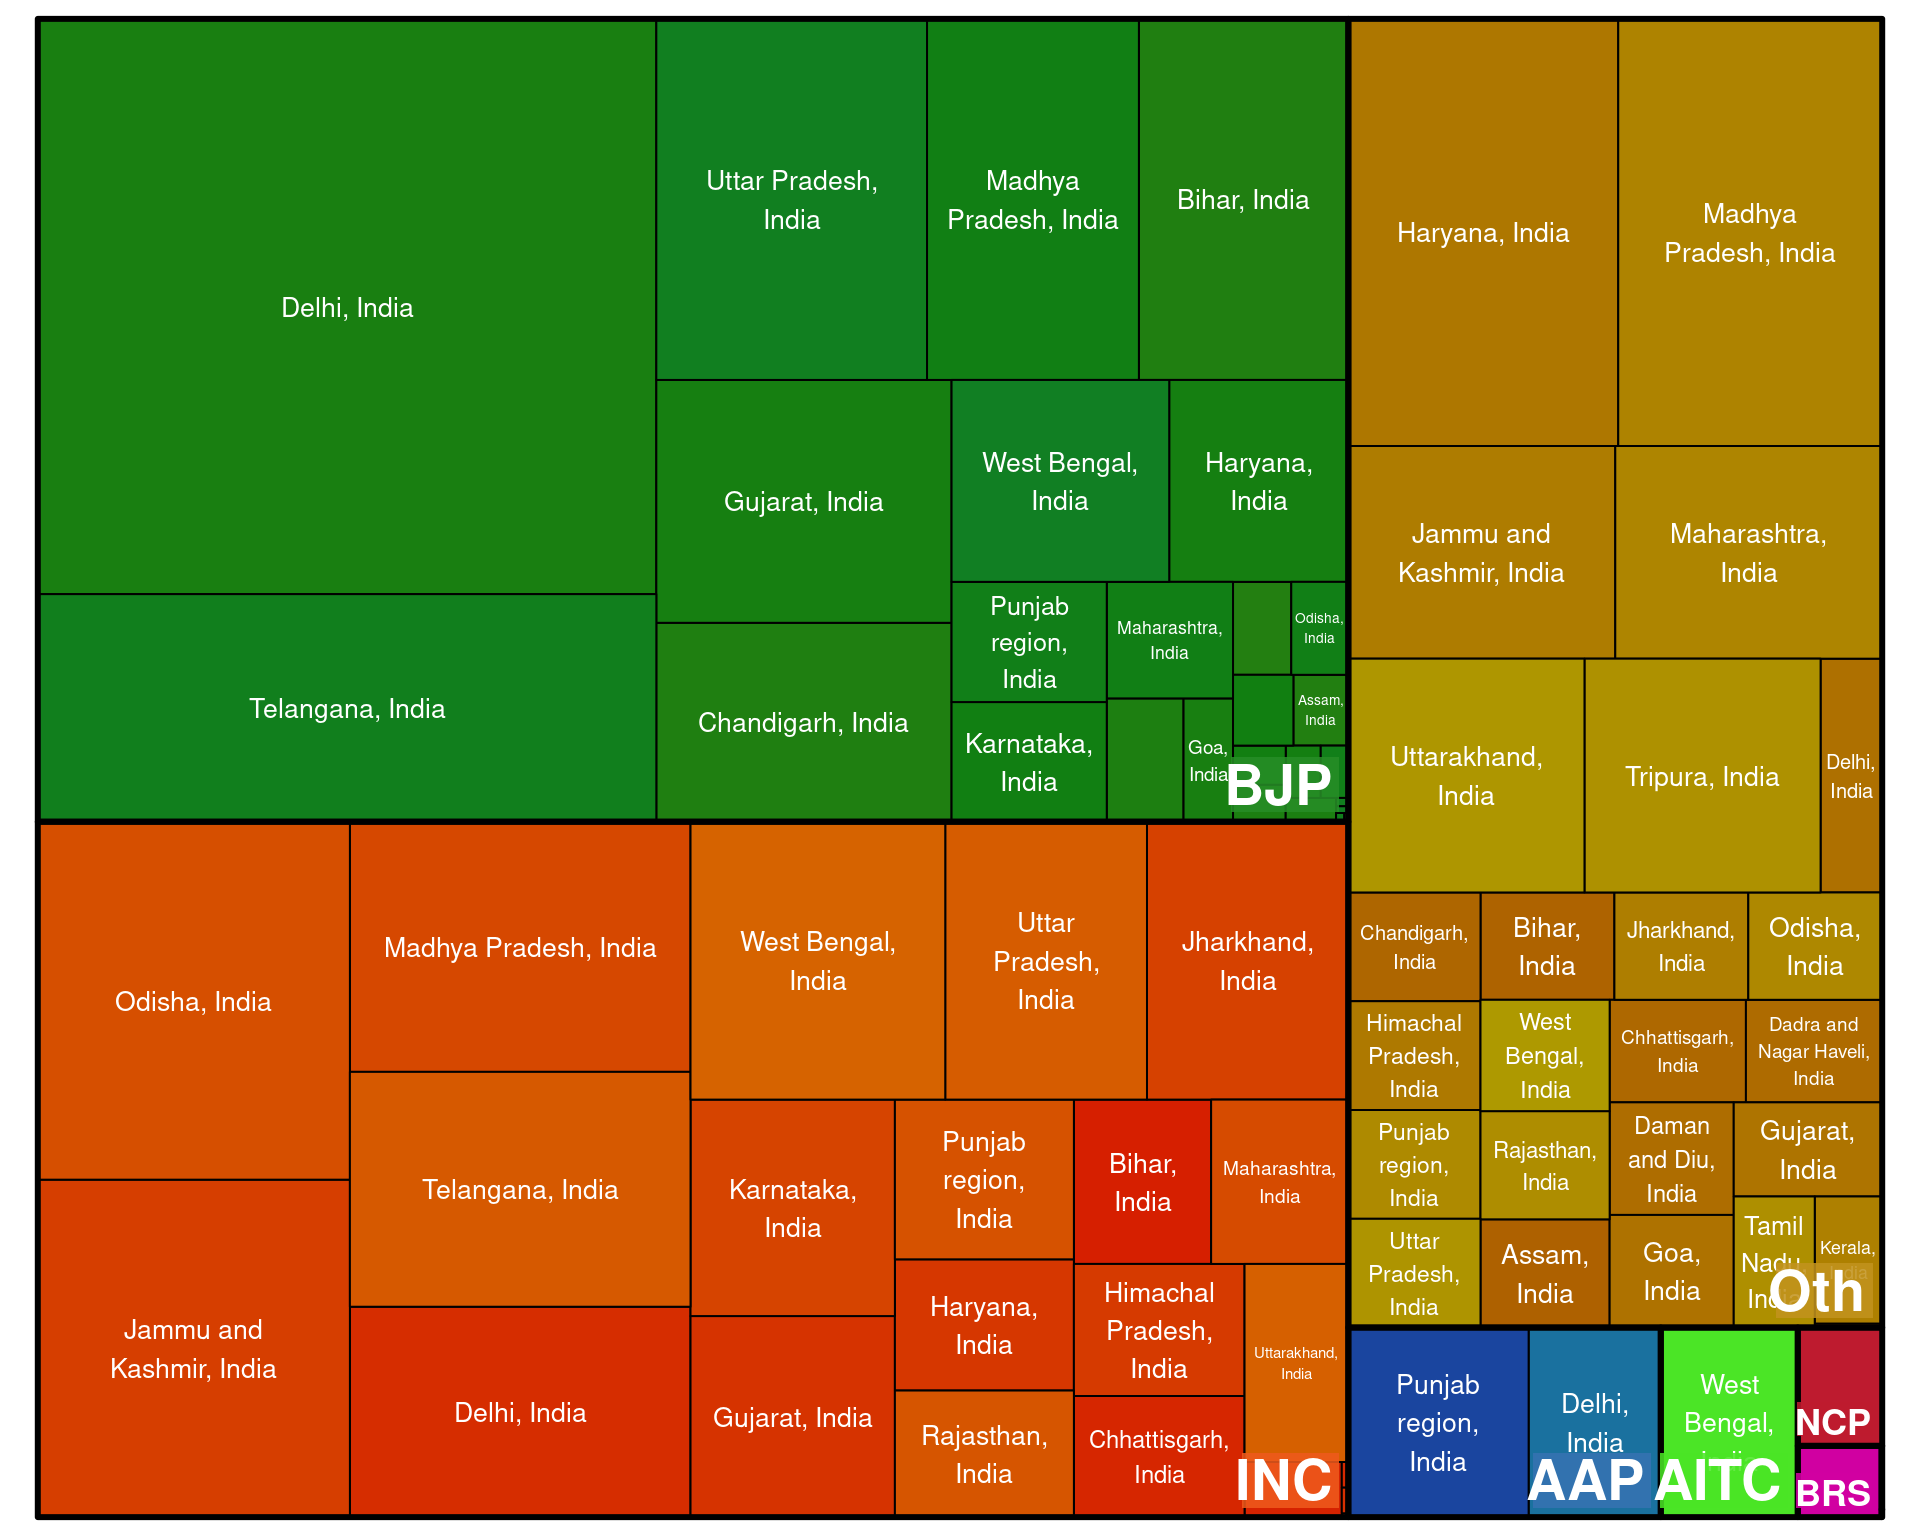 Delhi, India
Telangana, India
Uttar Pradesh,
India
Madhya
Pradesh, India
Bihar, India
Gujarat, India
Chandigarh, India
West Bengal,
India
Haryana,
India
Punjab
region,
India
Karnataka,
India
Maharashtra,
India
Goa,
India
Odisha,
India
Assam,
India
BJP
Odisha, India
Jammu and
Kashmir, India
Madhya Pradesh, India
Telangana, India
Delhi, India
West Bengal,
India
Uttar
Pradesh,
India
Jharkhand,
India
Karnataka,
India
Gujarat, India
Punjab
region,
India
Haryana,
India
Rajasthan,
India
Bihar,
India
Maharashtra,
India
Himachal
Pradesh,
India
Chhattisgarh,
India
Uttarakhand,
India
INC
Haryana, India
Madhya
Pradesh, India
Jammu and
Kashmir, India
Maharashtra,
India
Uttarakhand,
India
Tripura, India
Delhi,
India
Chandigarh,
India
Bihar,
India
Jharkhand,
India
Odisha,
India
Himachal
Pradesh,
India
West
Bengal,
India
Chhattisgarh,
India
Dadra and
Nagar Haveli,
India
Punjab
region,
India
Rajasthan,
India
Daman
and Diu,
India
Gujarat,
India
Uttar
Pradesh,
India
Assam,
India
Goa,
India
Tamil
Nadu,
India
Kerala,
India
Oth
Punjab
region,
India
Delhi,
India
AAP
West
Bengal,
India
AITC
NCP
BRS